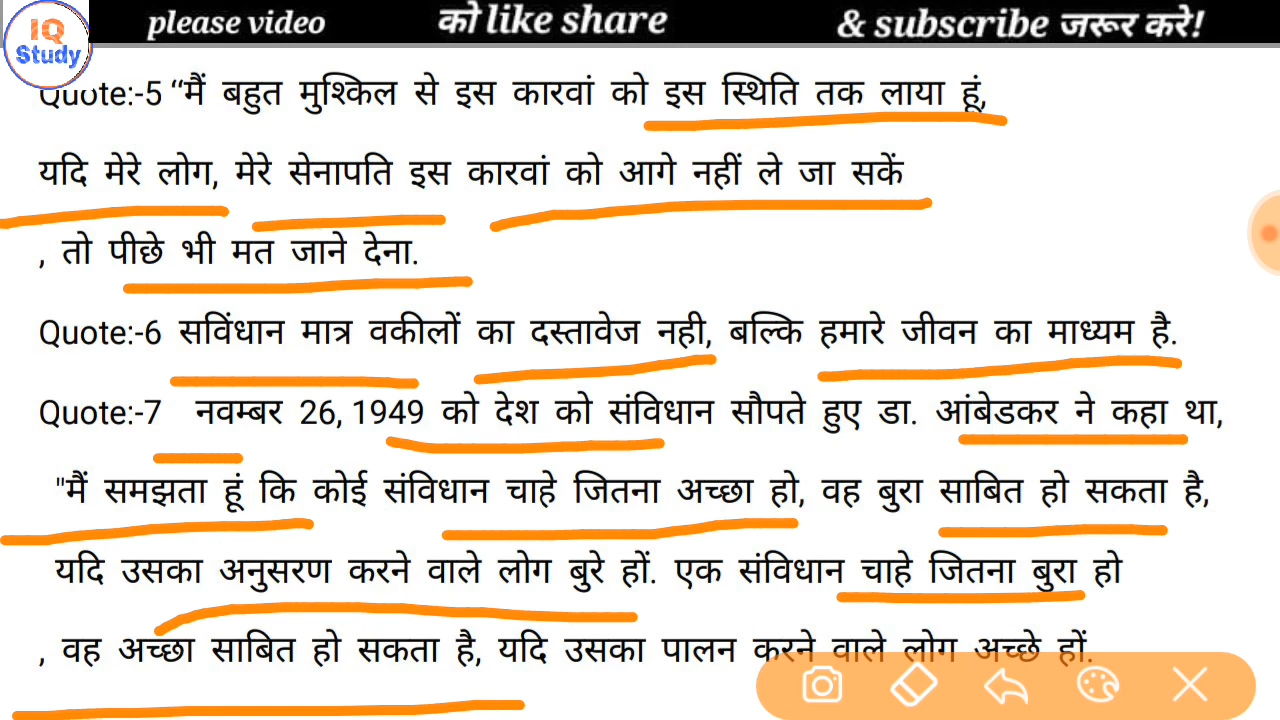 please video को like share & subscribe जरूर करे!
IQ
Study
Quote:-5 “मैं बहुत मुश्किल से इस कारवां को इस स्थिति तक लाया हूं,
यदि मेरे लोग, मेरे सेनापति इस कारवां को आगे नहीं ले जा सकें
, तो पीछे भी मत जाने देना.
Quote:-6 सविंधान मात्र वकीलों का दस्तावेज नही, बल्कि हमारे जीवन का माध्यम है.
Quote:-7 नवम्बर 26, 1949 को देश को संविधान सौपते हुए डा. आंबेडकर ने कहा था,
"मैं समझता हूं कि कोई संविधान चाहे जितना अच्छा हो, वह बुरा साबित हो सकता है,
यदि उसका अनुसरण करने वाले लोग बुरे हों. एक संविधान चाहे जितना बुरा हो
, वह अच्छा साबित हो सकता है, यदि उसका पालन करने वाले लोग अच्छे हों.